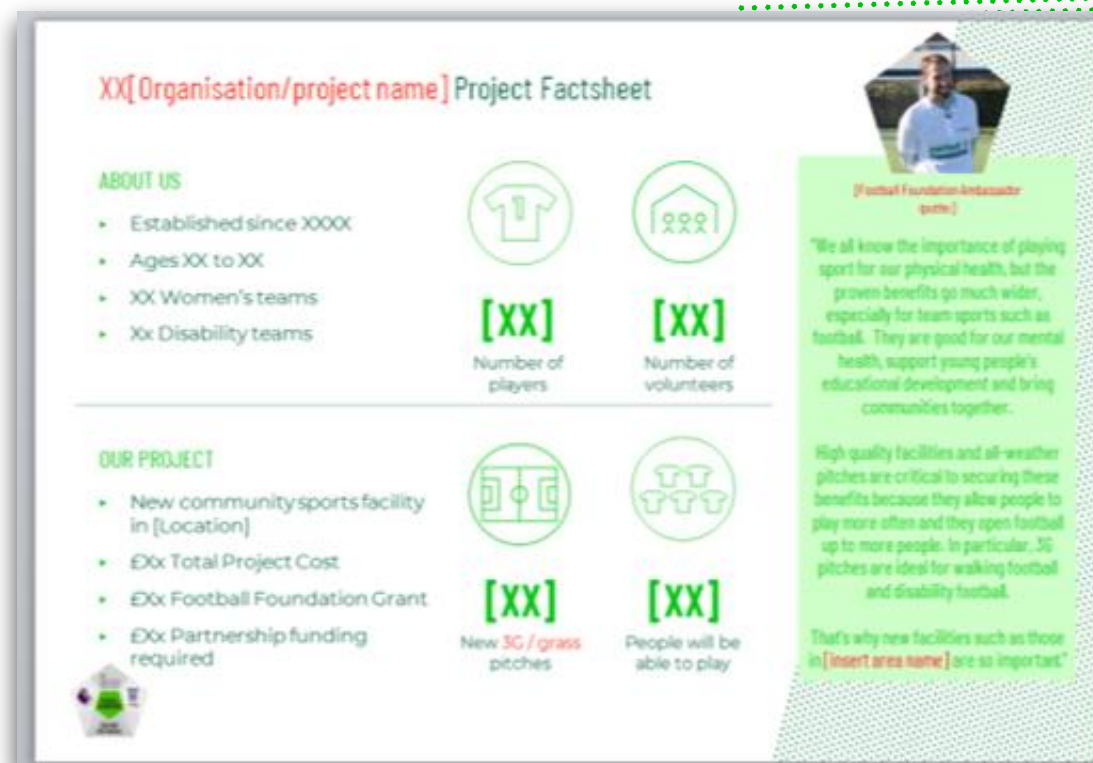 XX[Organisation/project name] Project Factsheet
ABOUT US
Established since XXXX
Ages XX to XX
XX Women's teams
Xx Disability teams
1
[XX]
Number of
players
[XX]
Number of
volunteers
OUR PROJECT
New community sports facility
in [Location]
£Xx Total Project Cost
£Xx Football Foundation Grant
£Xx Partnership funding
required
[XX]
New 3G / grass
pitches
[XX]
People will be
able to play
[Football Foundation Ambassador
quote:]
"We all know the importance of playing
sport for our physical health, but the
proven benefits go much wider,
especially for team sports such as
football. They are good for our mental
health, support young people's
educational development and bring
communities together.
High quality facilities and all-weather
pitches are critical to securing these
benefits because they allow people to
play more often and they open football
up to more people. In particular, 3G
pitches are ideal for walking football
and disability football.
That's why new facilities such as those
in [insert area name] are so important."